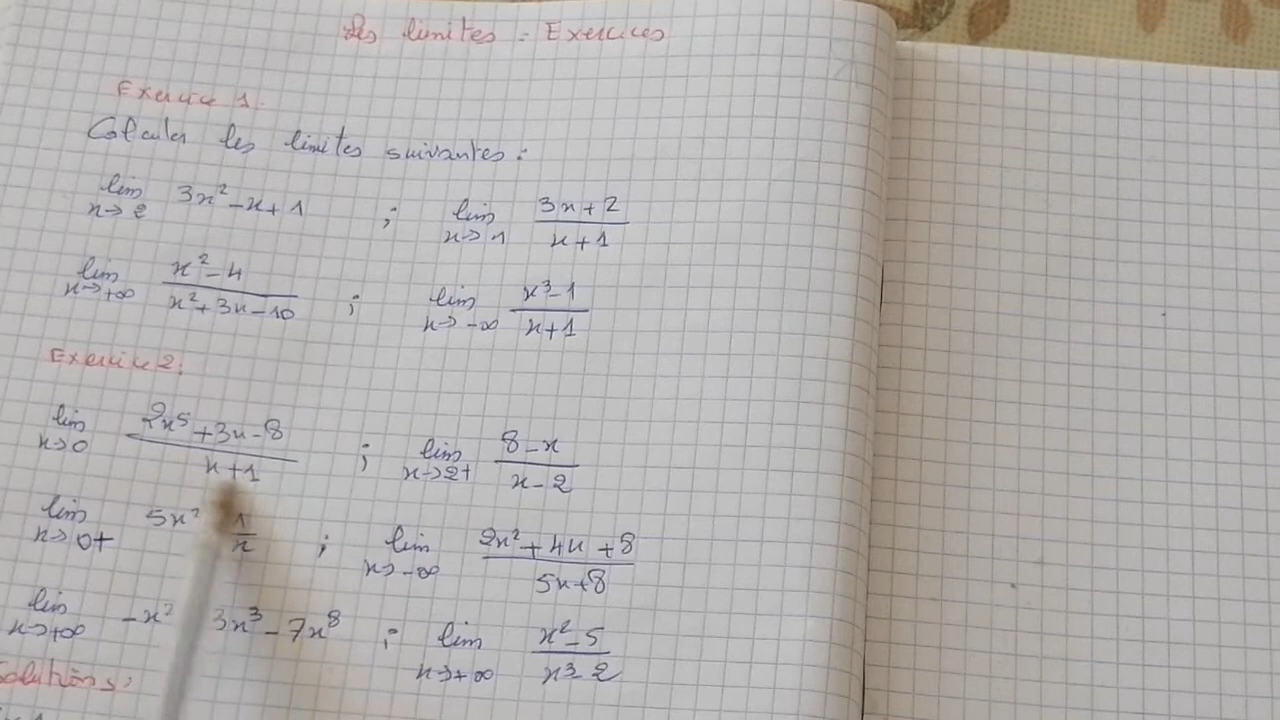 Les limites = Exercices
Exercice 1.
Calculer les limites suivantes :
lim x→2 3x²-x+1 ; lim x→1 (3x+2)/(x+1)
lim x→+∞ (x²-4)/(x²+3x-10) ; lim x→-∞ (x³-1)/(x+1)
Exercice 2:
lim x→0 (2x⁵+3x-8)/(x+1) ; lim x→2+ (8-x)/(x-2)
lim x→0+ 5x² 1/x ; lim x→-∞ (2x²+4x+8)/(5x+8)
lim x→+∞ -x² 3x³-7x⁸ ; lim x→+∞ (x²-5)/(x³-2)
Solutions: